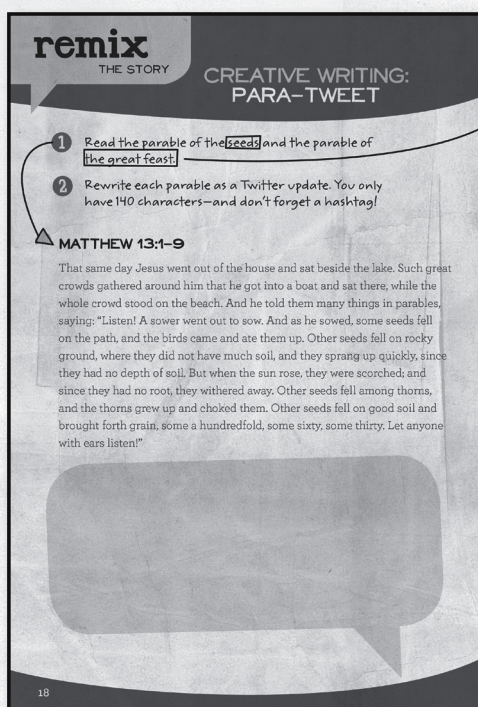 remix
THE STORY
CREATIVE WRITING:
PARA-TWEET
1 Read the parable of the seeds and the parable of
the great feast.
2 Rewrite each parable as a Twitter update. You only
have 140 characters—and don't forget a hashtag!
MATTHEW 13:1–9
That same day Jesus went out of the house and sat beside the lake. Such great
crowds gathered around him that he got into a boat and sat there, while the
whole crowd stood on the beach. And he told them many things in parables,
saying: “Listen! A sower went out to sow. And as he sowed, some seeds fell
on the path, and the birds came and ate them up. Other seeds fell on rocky
ground, where they did not have much soil, and they sprang up quickly, since
they had no depth of soil. But when the sun rose, they were scorched; and
since they had no root, they withered away. Other seeds fell among thorns,
and the thorns grew up and choked them. Other seeds fell on good soil and
brought forth grain, some a hundredfold, some sixty, some thirty. Let anyone
with ears listen!”
18